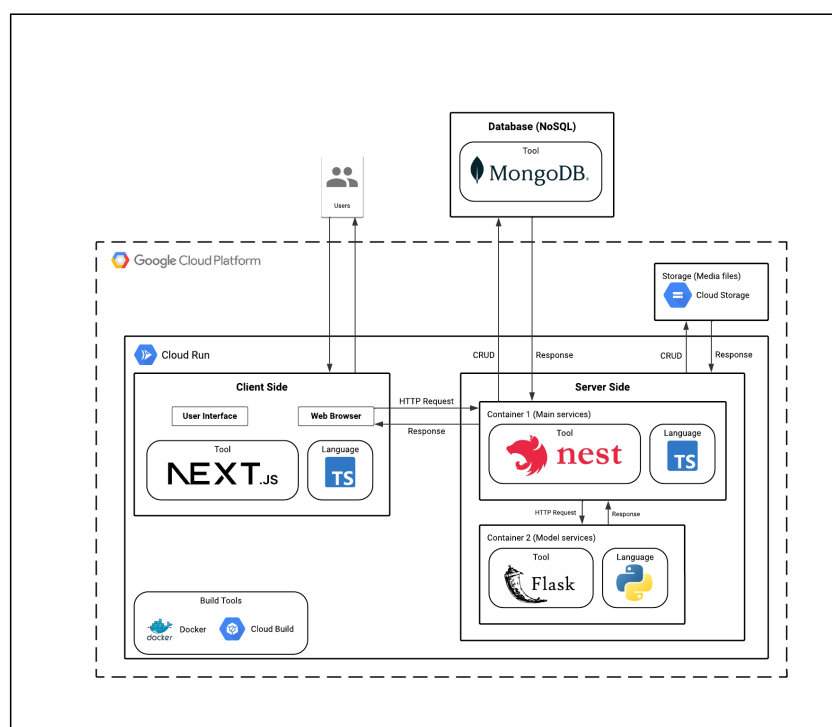 Database (NoSQL)
Tool
MongoDB®
Users
Google Cloud Platform
Storage (Media files)
Cloud Storage
Cloud Run
CRUD
Response
CRUD
Response
Client Side
Server Side
User Interface
Web Browser
HTTP Request
Response
Container 1 (Main services)
Tool
NEXT.JS
Language
TS
Tool
nest
Language
TS
HTTP Request
Response
Container 2 (Model services)
Tool
Flask
Language
Build Tools
docker
Docker
Cloud Build